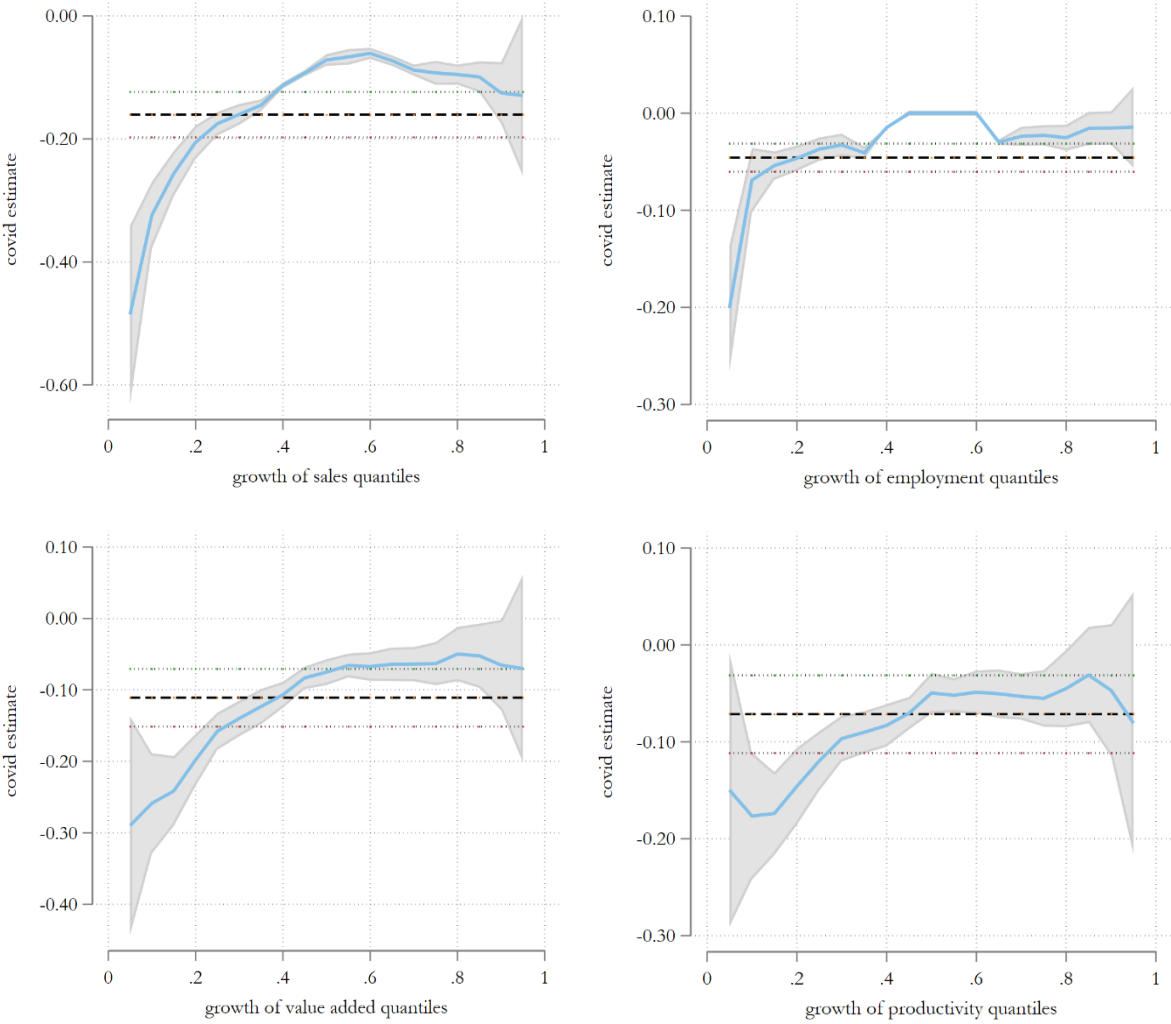 0.00
-0.20
-0.40
-0.60
covid estimate
0 .2 .4 .6 .8 1
growth of sales quantiles
0.10
0.00
-0.10
-0.20
-0.30
covid estimate
0 .2 .4 .6 .8 1
growth of employment quantiles
0.10
0.00
-0.10
-0.20
-0.30
-0.40
covid estimate
0 .2 .4 .6 .8 1
growth of value added quantiles
0.10
0.00
-0.10
-0.20
-0.30
covid estimate
0 .2 .4 .6 .8 1
growth of productivity quantiles